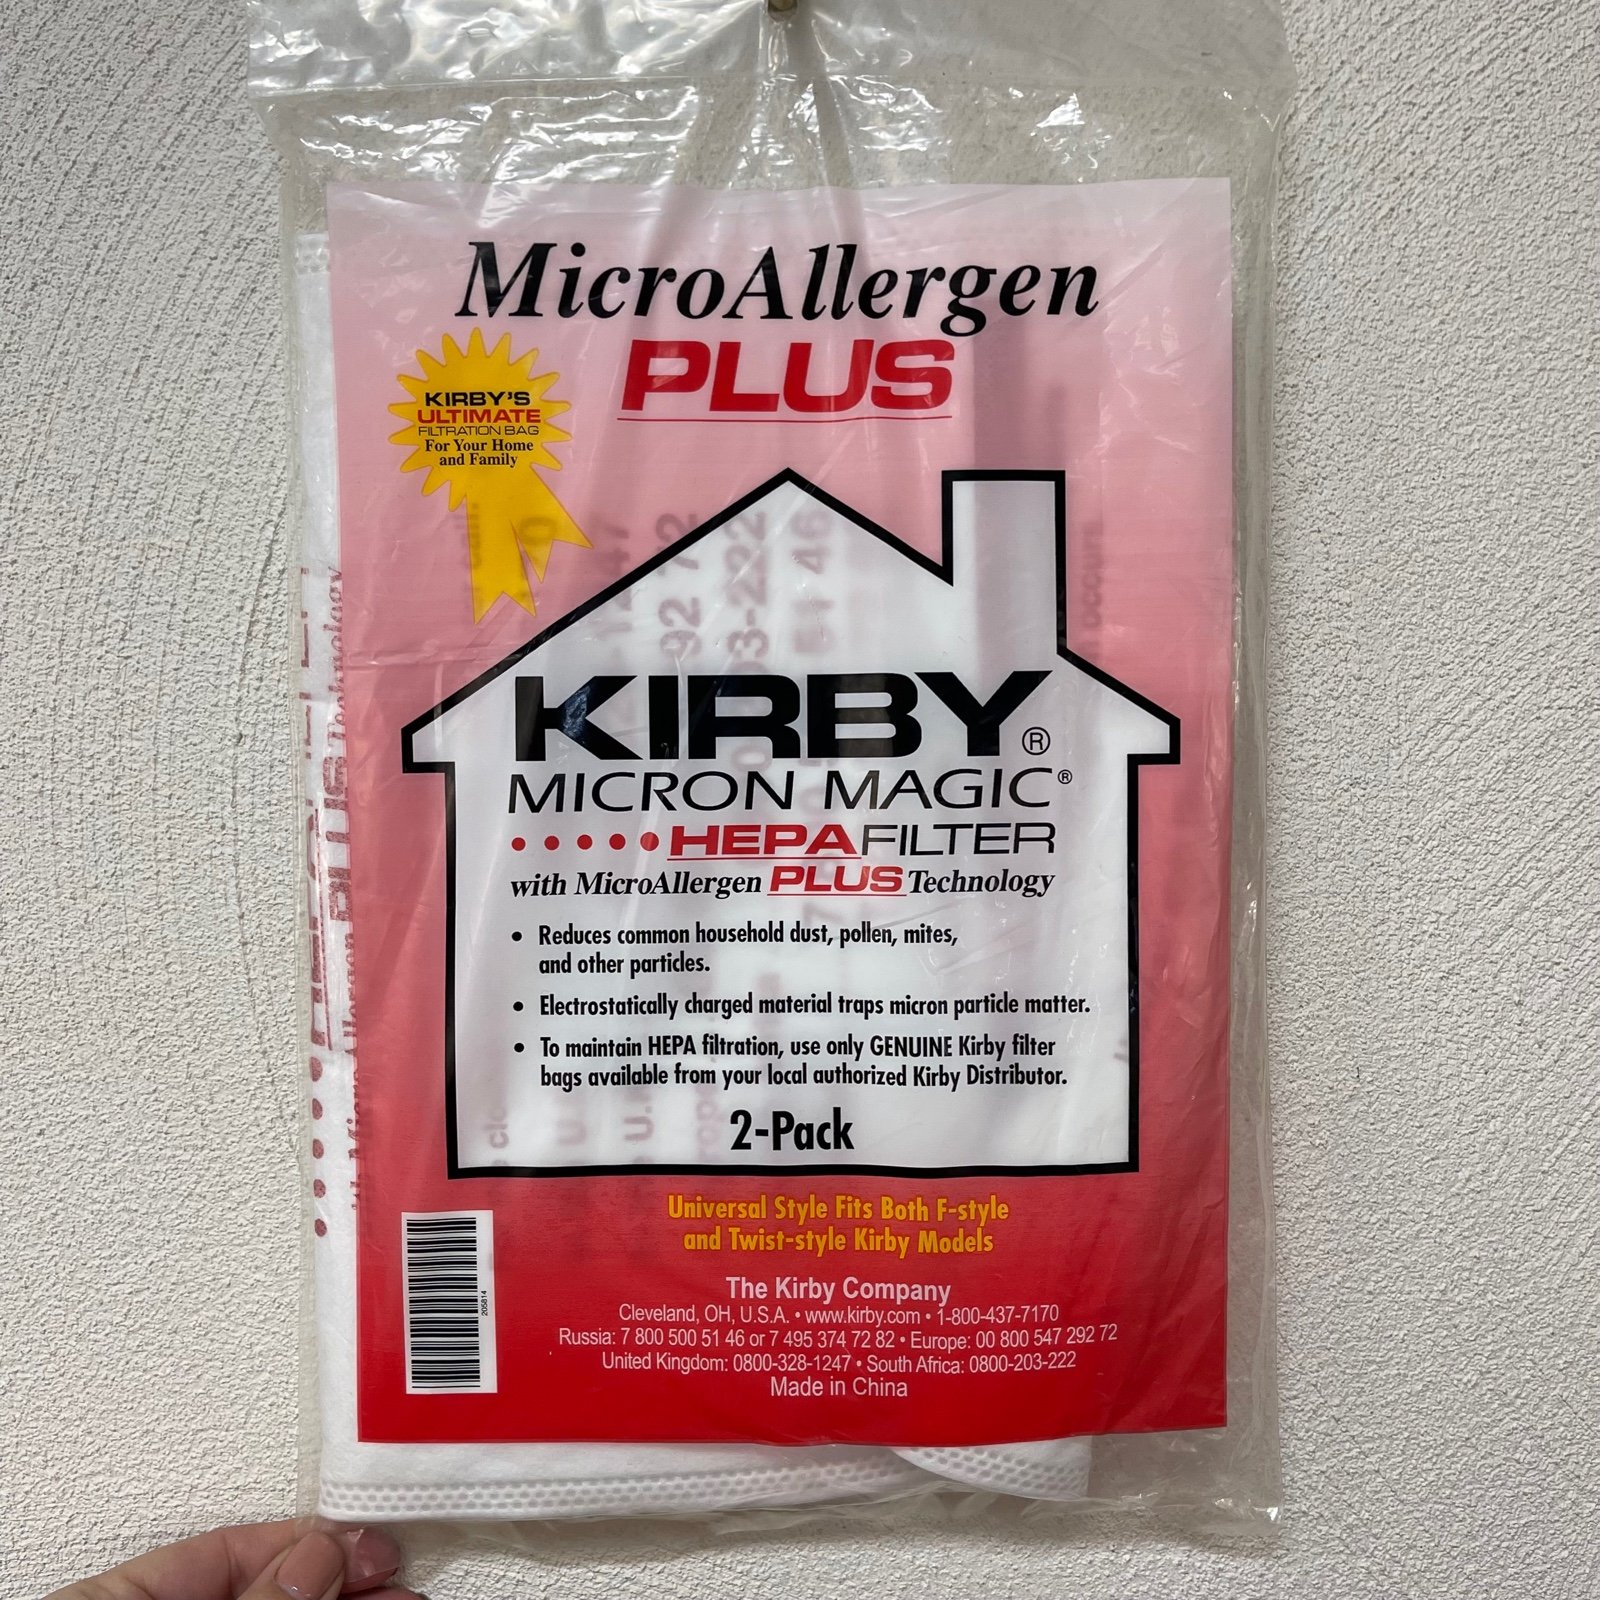 MicroAllergen
PLUS
KIRBY'S
ULTIMATE
FILTRATION BAG
For Your Home
and Family
KIRBY®
MICRON MAGIC®
•••••HEPAFILTER
with MicroAllergen PLUS Technology
• Reduces common household dust, pollen, mites,
and other particles.
• Electrostatically charged material traps micron particle matter.
• To maintain HEPA filtration, use only GENUINE Kirby filter
bags available from your local authorized Kirby Distributor.
2-Pack
Universal Style Fits Both F-style
and Twist-style Kirby Models
205814
The Kirby Company
Cleveland, OH, U.S.A. • www.kirby.com • 1-800-437-7170
Russia: 7 800 500 51 46 or 7 495 374 72 82 • Europe: 00 800 547 292 72
United Kingdom: 0800-328-1247 • South Africa: 0800-203-222
Made in China